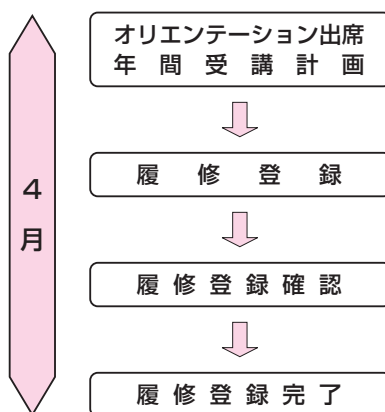 4月
オリエンテーション出席
年間受講計画
履修登録
履修登録確認
履修登録完了